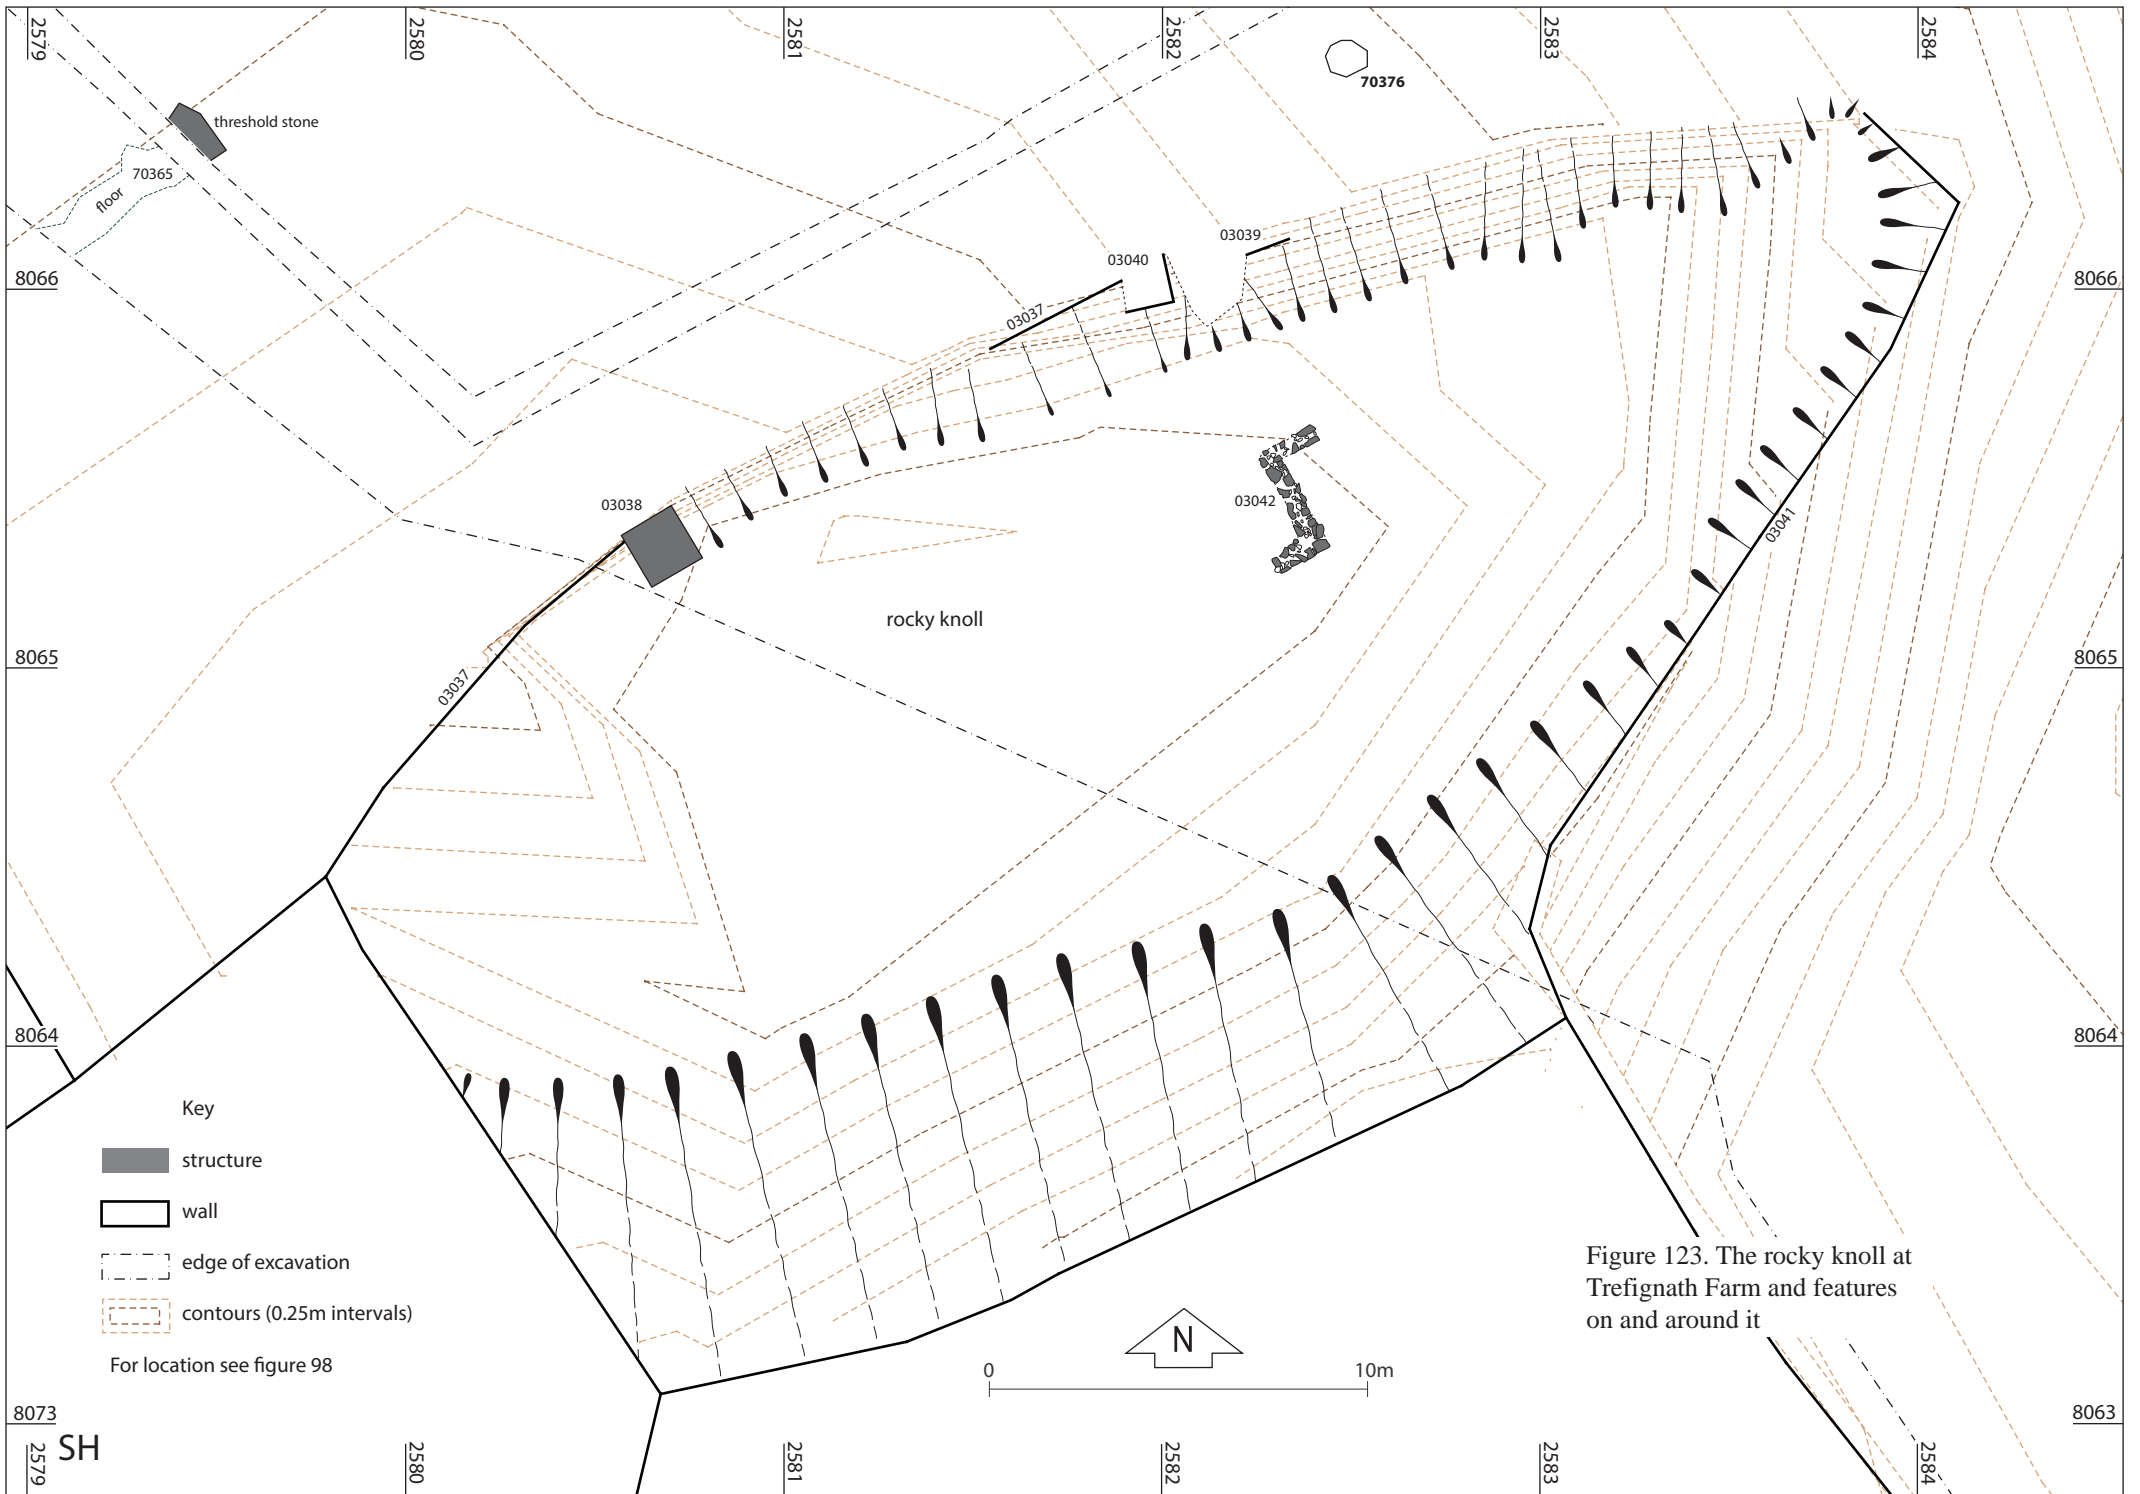 2579
2580
2581
2582
2583
2584
70376
threshold stone
70365
floor
03039
03040
8066
8066
03037
03038
03042
03041
rocky knoll
8065
8065
03037
8064
8064
Key
structure
wall
edge of excavation
contours (0.25m intervals)
For location see figure 98
Figure 123. The rocky knoll at
Trefignath Farm and features
on and around it
N
0
10m
8073
8063
SH
2579
2580
2581
2582
2583
2584